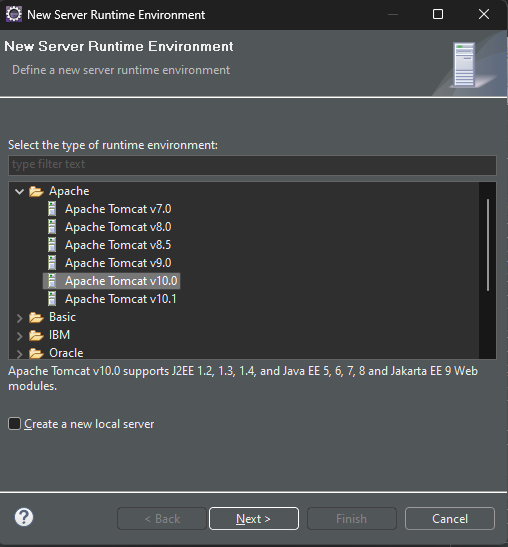 New Server Runtime Environment
New Server Runtime Environment
Define a new server runtime environment
Select the type of runtime environment:
type filter text
Apache
Apache Tomcat v7.0
Apache Tomcat v8.0
Apache Tomcat v8.5
Apache Tomcat v9.0
Apache Tomcat v10.0
Apache Tomcat v10.1
Basic
IBM
Oracle
Apache Tomcat v10.0 supports J2EE 1.2, 1.3, 1.4, and Java EE 5, 6, 7, 8 and Jakarta EE 9 Web
modules.
Create a new local server
? < Back Next > Finish Cancel